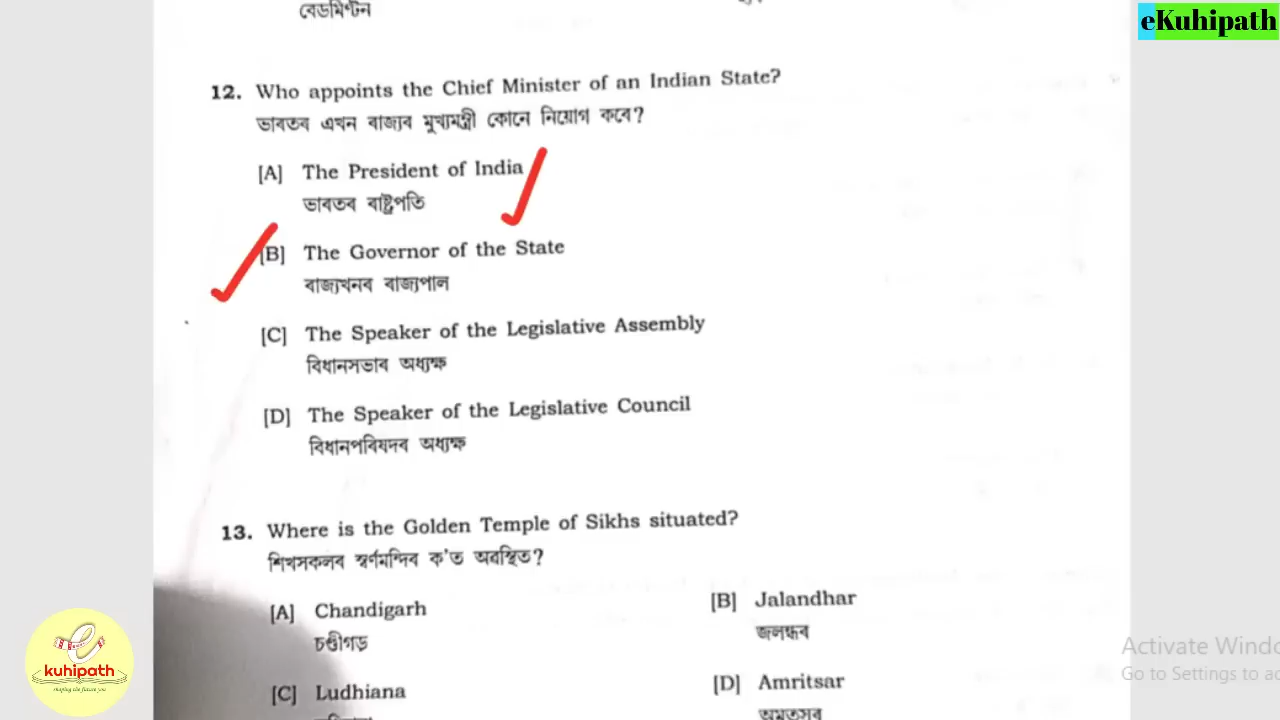 বেডমিণ্টন
eKuhipath
12. Who appoints the Chief Minister of an Indian State?
ভাৰতৰ এখন ৰাজ্যৰ মুখ্যমন্ত্ৰী কোনে নিয়োগ কৰে?
[A] The President of India
ভাৰতৰ ৰাষ্ট্ৰপতি
[B] The Governor of the State
ৰাজ্যখনৰ ৰাজ্যপাল
[C] The Speaker of the Legislative Assembly
বিধানসভাৰ অধ্যক্ষ
[D] The Speaker of the Legislative Council
বিধানপৰিষদৰ অধ্যক্ষ
13. Where is the Golden Temple of Sikhs situated?
শিখসকলৰ স্বৰ্ণমন্দিৰ ক'ত অৱস্থিত?
[A] Chandigarh
চণ্ডীগড়
[B] Jalandhar
জলন্ধৰ
[C] Ludhiana
[D] Amritsar
অমৃতসৰ
kuhipath
shaping the future you
Activate Windo
Go to Settings to ac